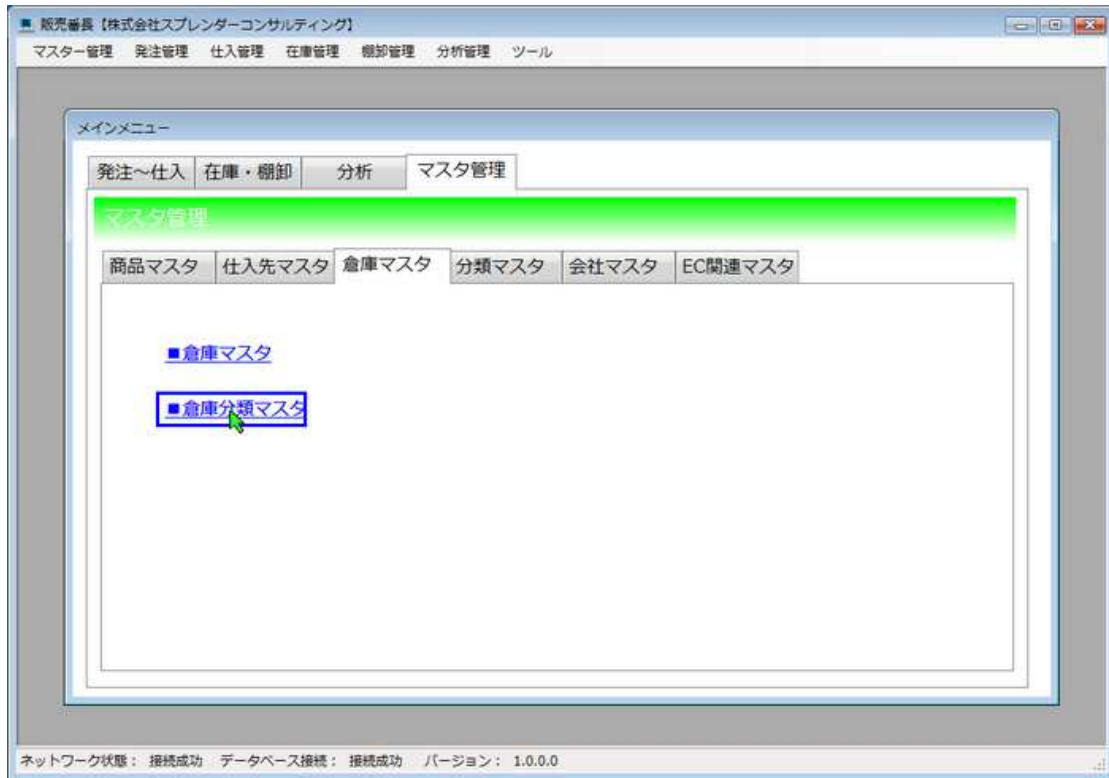 販売番長【株式会社スプレンダーコンサルティング】
マスター管理 発注管理 仕入管理 在庫管理 棚卸管理 分析管理 ツール
メインメニュー
発注～仕入 在庫・棚卸 分析 マスタ管理
マスタ管理
商品マスタ 仕入先マスタ 倉庫マスタ 分類マスタ 会社マスタ EC関連マスタ
■倉庫マスタ
■倉庫分類マスタ
ネットワーク状態： 接続成功 データベース接続： 接続成功 バージョン： 1.0.0.0